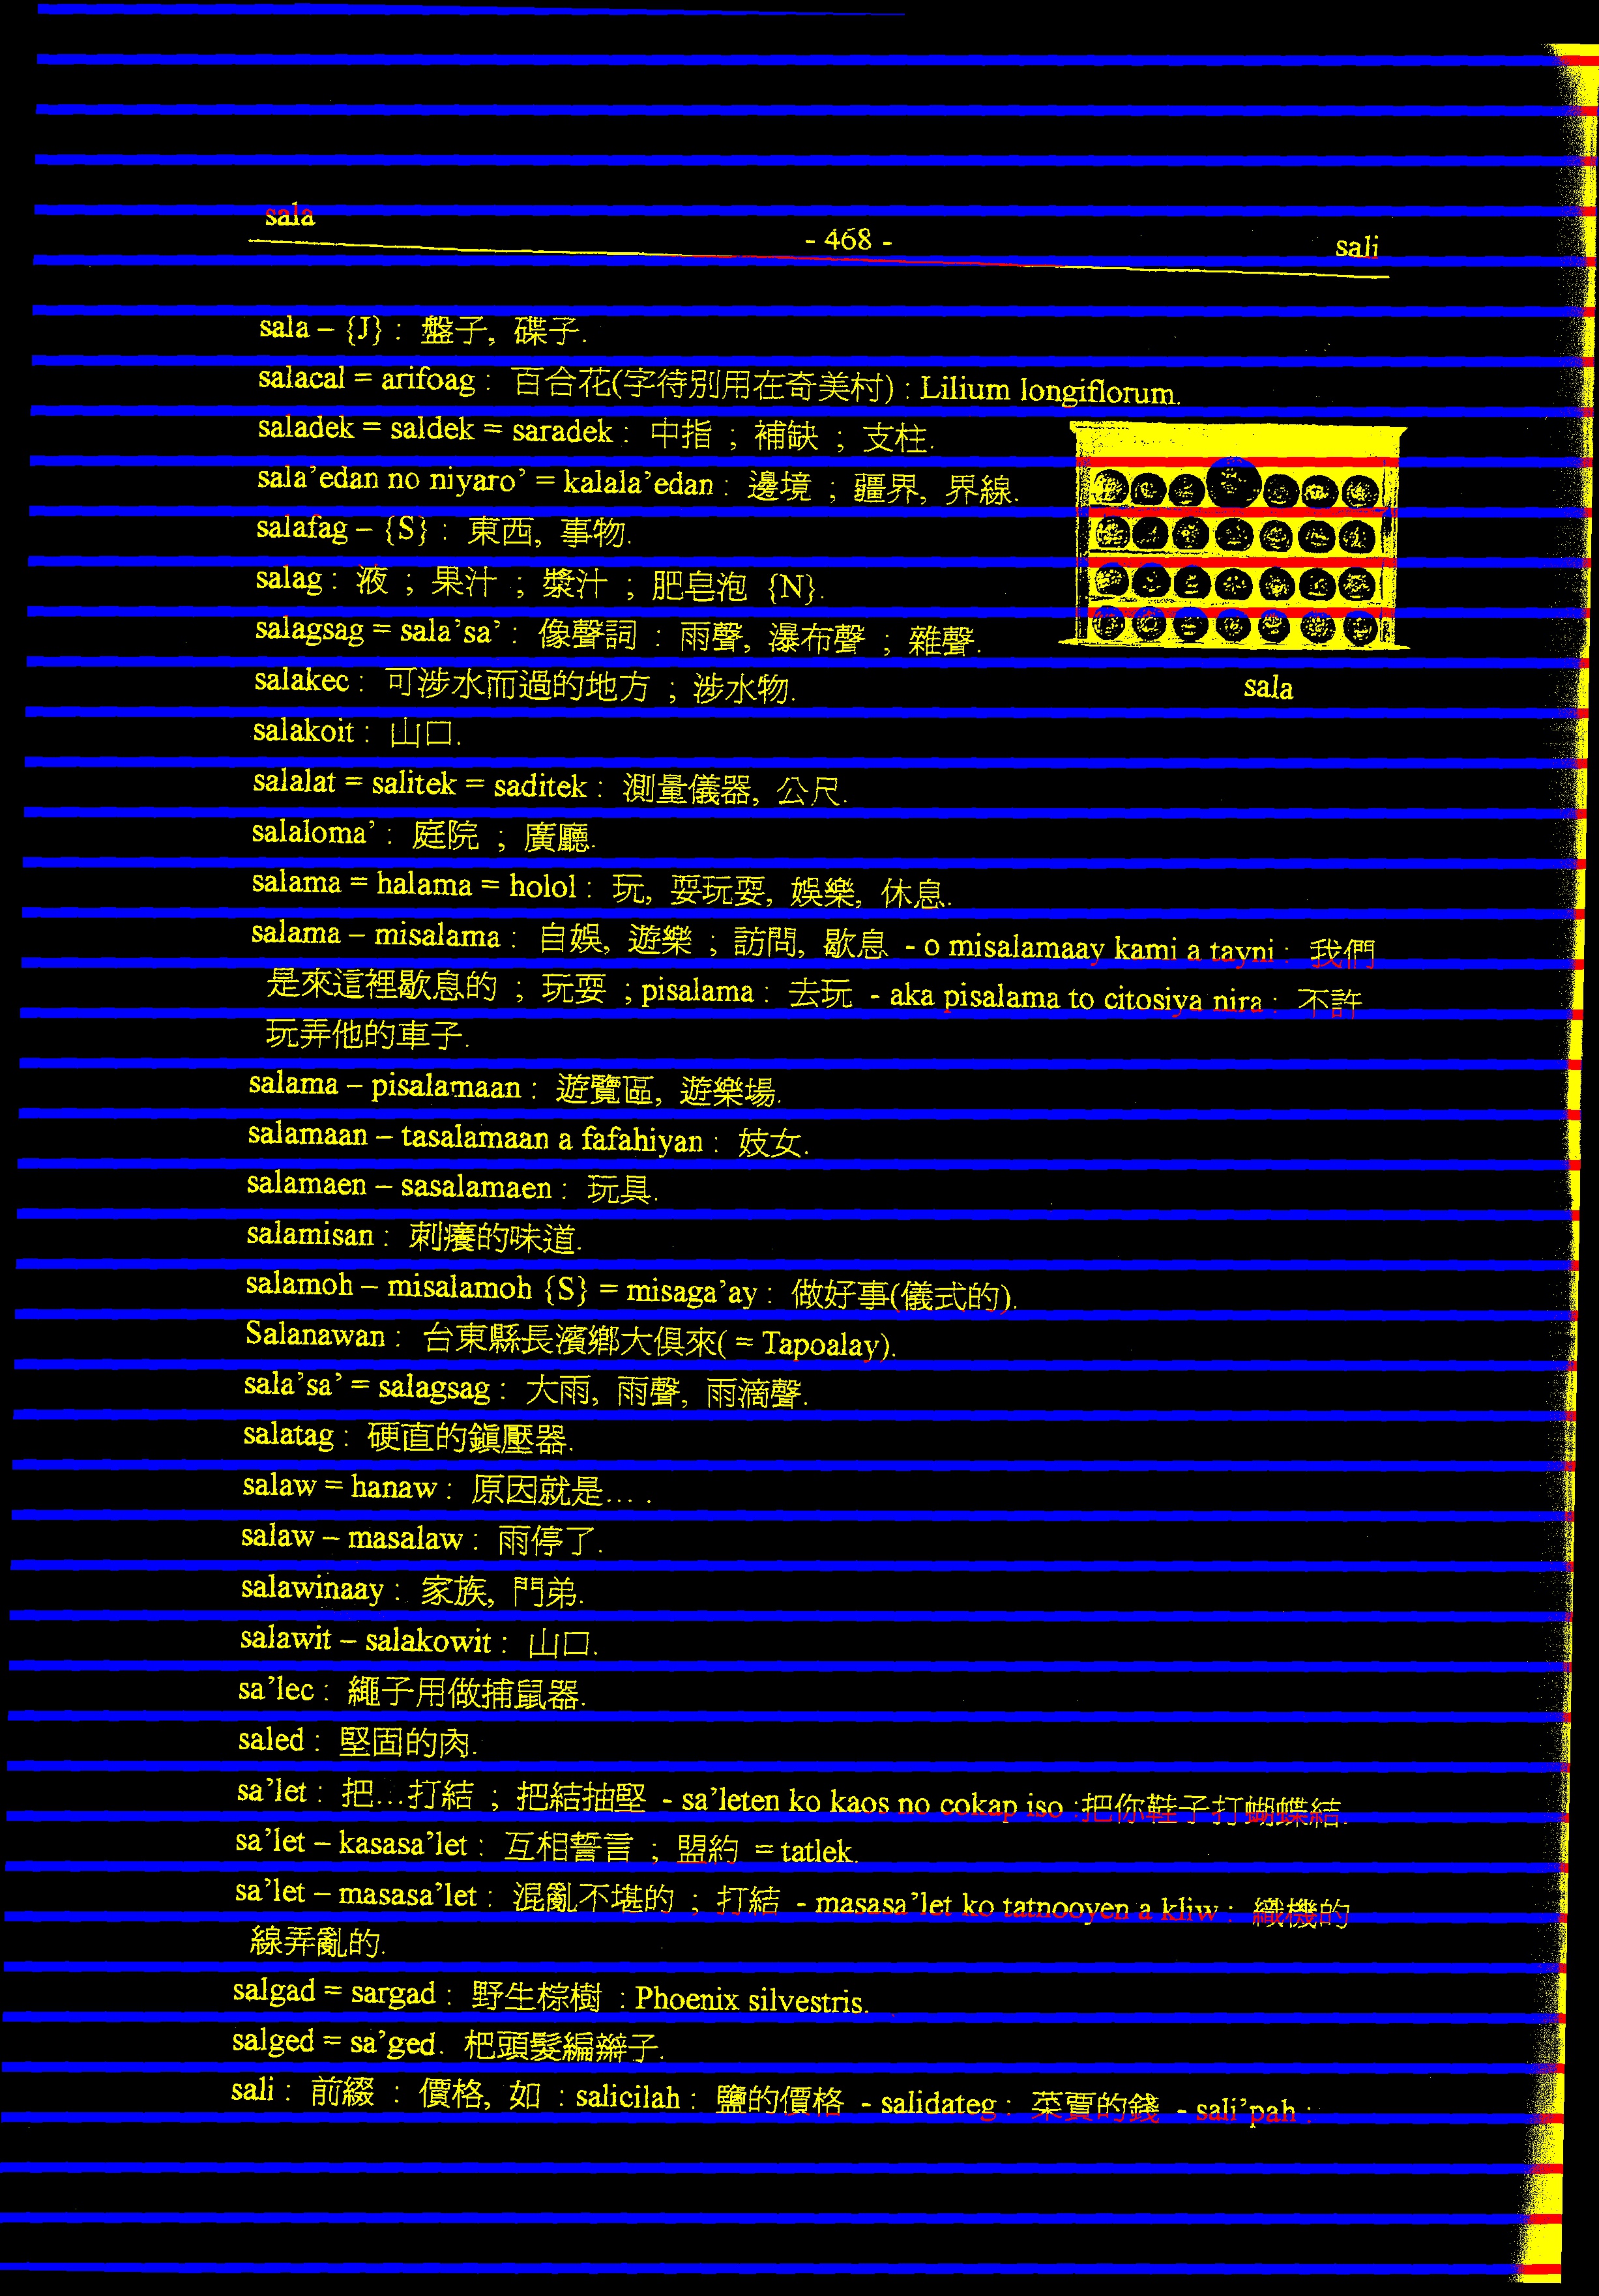 sala
- 468 -
sali
sala – {J} : 盤子, 碟子.
salacal = arifoag : 百合花(字待別用在奇美村) : Lilium longiflorum.
saladek = saldek = saradek : 中指 ; 補缺 ; 支柱.
sala’edan no niyaro’ = kalala’edan : 邊境 ; 疆界, 界線.
salafag – {S} : 東西, 事物.
salag : 液 ; 果汁 ; 漿汁 ; 肥皂泡 {N}.
salagsag = sala’sa’ : 像聲詞 : 雨聲, 瀑布聲 ; 雜聲.
salakec : 可涉水而過的地方 ; 涉水物.
sala
salakoit : 山口.
salalat = salitek = saditek : 測量儀器, 公尺.
salaloma’ : 庭院 ; 廣廳.
salama = halama = holol : 玩, 耍玩耍, 娛樂, 休息.
salama – misalama : 自娛, 遊樂 ; 訪問, 歇息 - o misalamaay kami a tayni : 我們
是來這裡歇息的 ; 玩耍 ; pisalama : 去玩 - aka pisalama to citosiya nira : 不許
玩弄他的車子.
salama – pisalamaan : 遊覽區, 遊樂場.
salamaan – tasalamaan a fafahiyan : 妓女.
salamaen – sasalamaen : 玩具.
salamisan : 刺癢的味道.
salamoh – misalamoh {S} = misaga’ay : 做好事(儀式的).
Salanawan : 台東縣長濱鄉大俱來( = Tapoalay).
sala’sa’ = salagsag : 大雨, 雨聲, 雨滴聲.
salatag : 硬直的鎮壓器.
salaw = hanaw : 原因就是... .
salaw – masalaw : 雨停了.
salawinaay : 家族, 門弟.
salawit – salakowit : 山口.
sa’lec : 繩子用做捕鼠器.
saled : 堅固的肉.
sa’let : 把...打結 ; 把結抽堅 - sa’leten ko kaos no cokap iso :把你鞋子打蝴蝶結.
sa’let – kasasa’let : 互相誓言 ; 盟約 = tatlek.
sa’let – masasa’let : 混亂不堪的 ; 打結 - masasa’let ko tatnooyen a kliw : 織機的
線弄亂的.
salgad = sargad : 野生棕樹 : Phoenix silvestris.
salged = sa’ged. 把頭髮編辮子.
sali : 前綴 : 價格, 如 : salicilah : 鹽的價格 - salidateg : 菜賣的錢 - sali’pah :